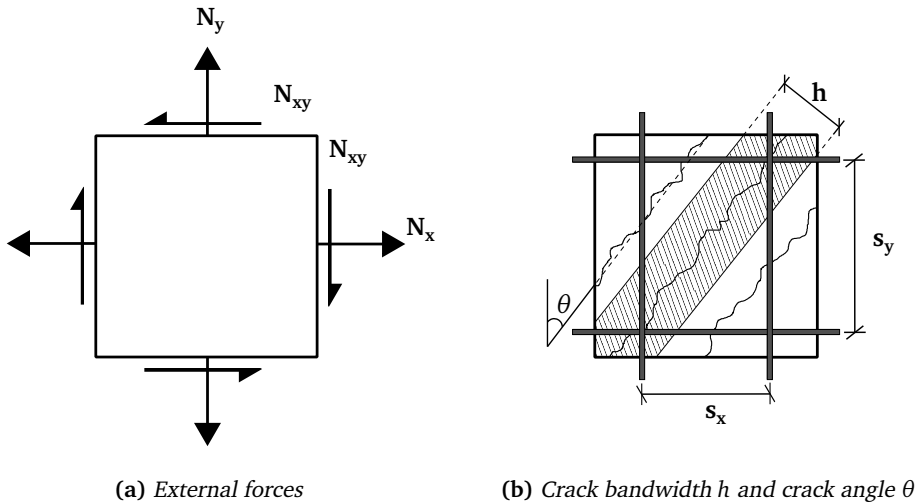 N_y
N_xy
N_xy
N_x
h
θ
s_y
s_x
(a) External forces
(b) Crack bandwidth h and crack angle θ